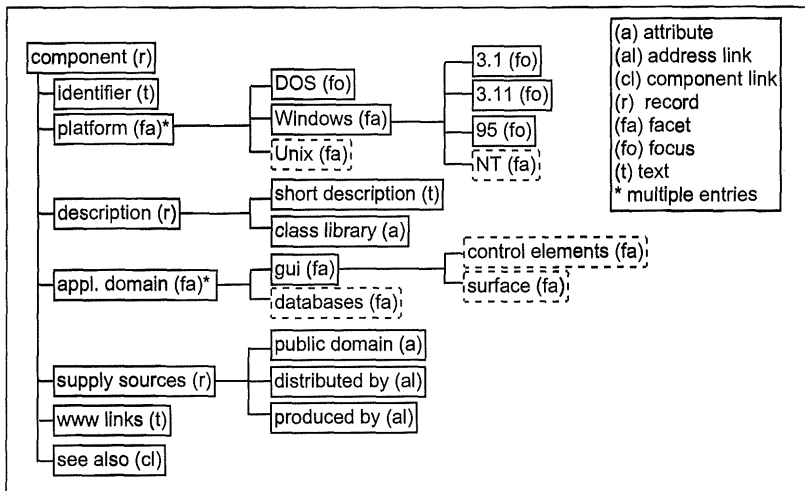 component (r)
identifier (t)
platform (fa)*
DOS (fo)
Windows (fa)
Unix (fa)
3.1 (fo)
3.11 (fo)
95 (fo)
NT (fa)
description (r)
short description (t)
class library (a)
appl. domain (fa)*
gui (fa)
databases (fa)
control elements (fa)
surface (fa)
supply sources (r)
public domain (a)
distributed by (al)
produced by (al)
www links (t)
see also (cl)
(a) attribute
(al) address link
(cl) component link
(r) record
(fa) facet
(fo) focus
(t) text
* multiple entries